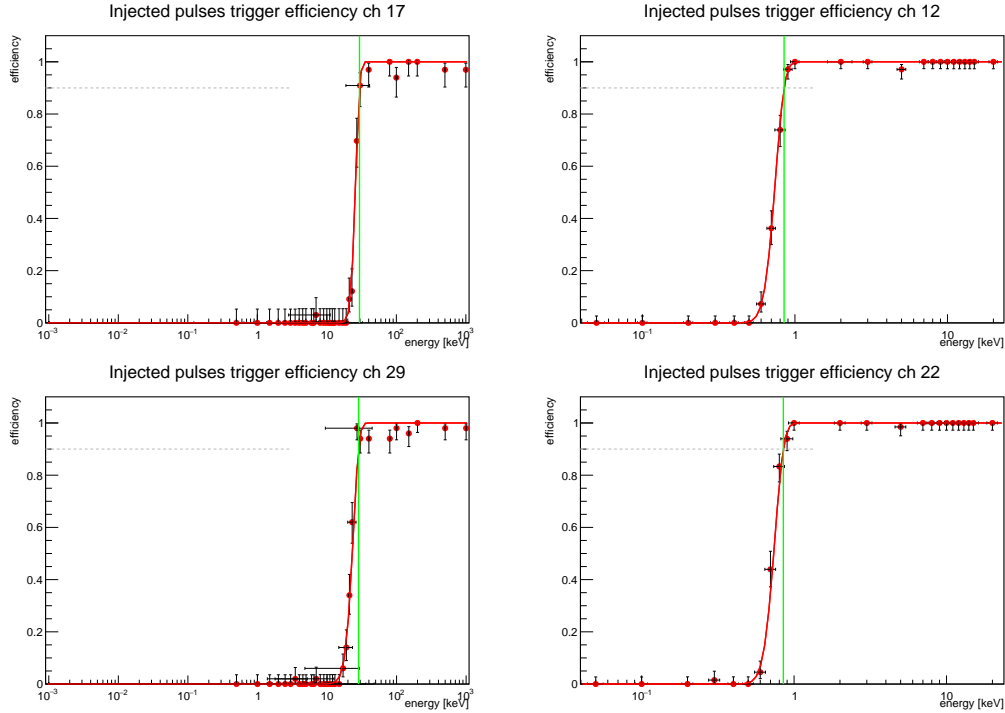 Injected pulses trigger efficiency ch 17
efficiency
1
0.8
0.6
0.4
0.2
0
10⁻³ 10⁻² 10⁻¹ 1 10 10² 10³
energy [keV]
Injected pulses trigger efficiency ch 12
efficiency
1
0.8
0.6
0.4
0.2
0
10⁻¹ 1 10
energy [keV]
Injected pulses trigger efficiency ch 29
efficiency
1
0.8
0.6
0.4
0.2
0
10⁻³ 10⁻² 10⁻¹ 1 10 10² 10³
energy [keV]
Injected pulses trigger efficiency ch 22
efficiency
1
0.8
0.6
0.4
0.2
0
10⁻¹ 1 10
energy [keV]